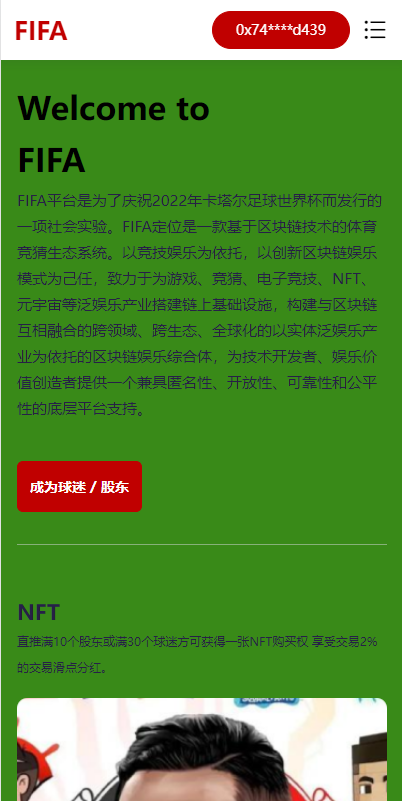 FIFA
0x74****d439
Welcome to
FIFA
FIFA平台是为了庆祝2022年卡塔尔足球世界杯而发行的
一项社会实验。FIFA定位是一款基于区块链技术的体育
竞猜生态系统。以竞技娱乐为依托，以创新区块链娱乐
模式为己任，致力于为游戏、竞猜、电子竞技、NFT、
元宇宙等泛娱乐产业搭建链上基础设施，构建与区块链
互相融合的跨领域、跨生态、全球化的以实体泛娱乐产
业为依托的区块链娱乐综合体，为技术开发者、娱乐价
值创造者提供一个兼具匿名性、开放性、可靠性和公平
性的底层平台支持。
成为球迷 / 股东
NFT
直推满10个股东或满30个球迷方可获得一张NFT购买权 享受交易2%
的交易滑点分红。